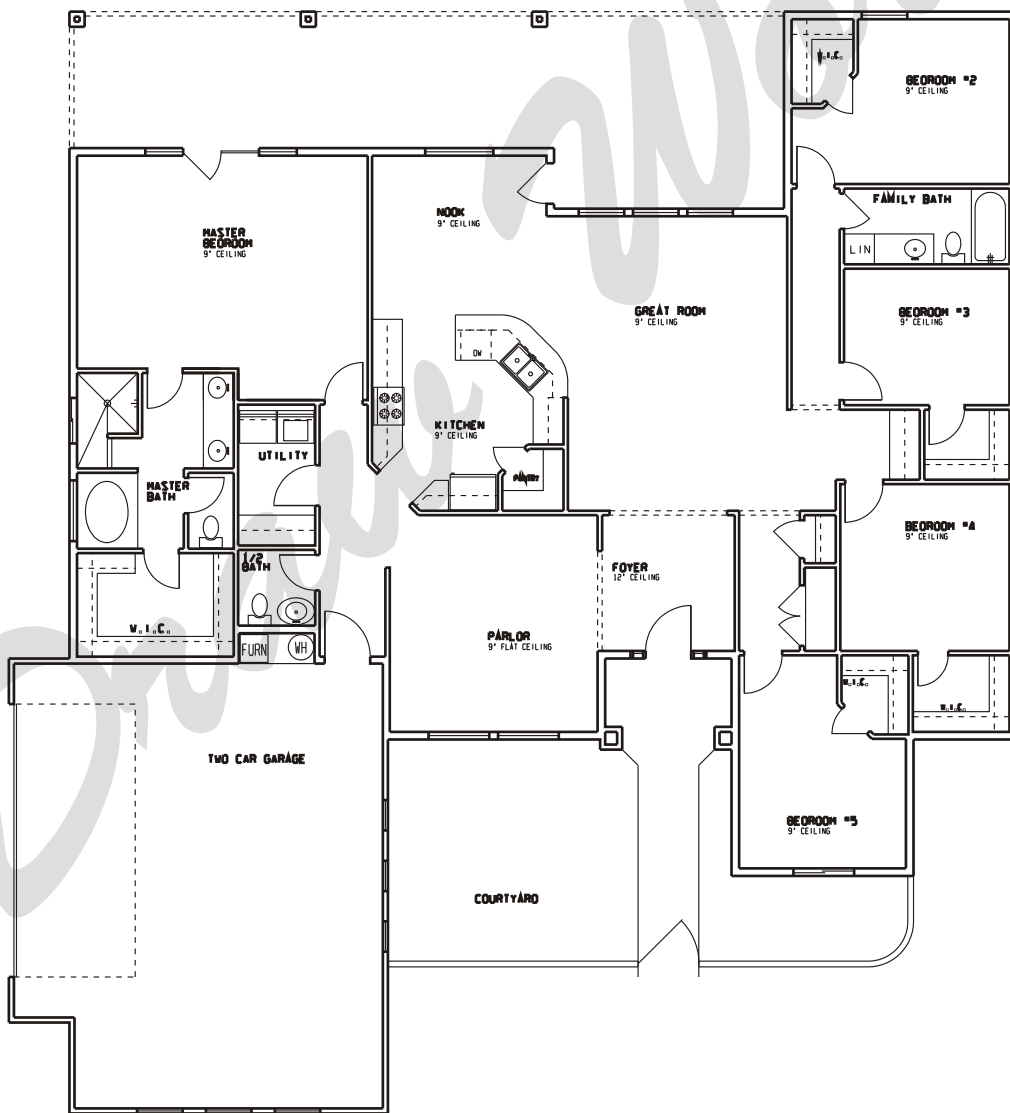 W.I.C.
BEDROOM #2
9' CEILING
FAMILY BATH
LIN
NOOK
9' CEILING
MASTER
BEDROOM
9' CEILING
GREAT ROOM
9' CEILING
BEDROOM #3
9' CEILING
DW
KITCHEN
9' CEILING
UTILITY
PANTRY
MASTER
BATH
BEDROOM #4
9' CEILING
1/2
BATH
FOYER
12' CEILING
W.I.C.
PARLOR
9' FLAT CEILING
FURN
WH
W.I.C.
W.I.C.
TWO CAR GARAGE
BEDROOM #5
9' CEILING
COURTYARD
Draw Wor